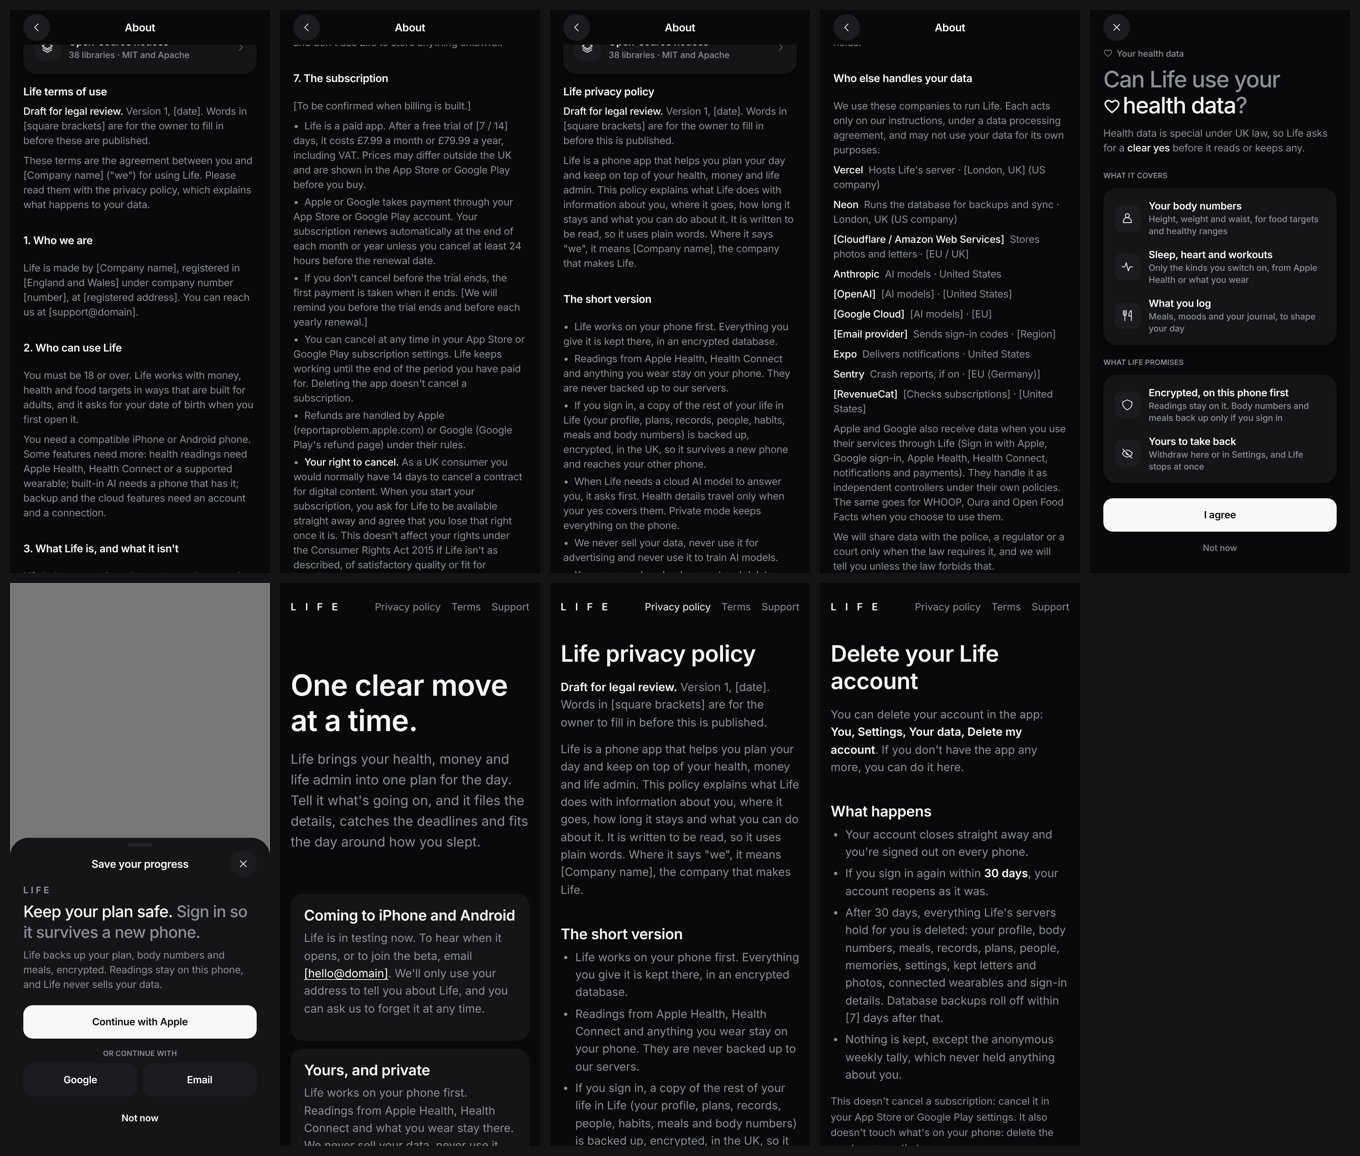 About
38 libraries · MIT and Apache
Life terms of use
Draft for legal review. Version 1, [date]. Words in
[square brackets] are for the owner to fill in
before these are published.
These terms are the agreement between you and
[Company name] ("we") for using Life. Please
read them with the privacy policy, which explains
what happens to your data.
1. Who we are
Life is made by [Company name], registered in
[England and Wales] under company number
[number], at [registered address]. You can reach
us at [support@domain].
2. Who can use Life
You must be 18 or over. Life works with money,
health and food targets in ways that are built for
adults, and it asks for your date of birth when you
first open it.
You need a compatible iPhone or Android phone.
Some features need more: health readings need
Apple Health, Health Connect or a supported
wearable; built-in AI needs a phone that has it;
backup and the cloud features need an account
and a connection.
3. What Life is, and what it isn't
About
7. The subscription
[To be confirmed when billing is built.]
• Life is a paid app. After a free trial of [7 / 14]
days, it costs £7.99 a month or £79.99 a year,
including VAT. Prices may differ outside the UK
and are shown in the App Store or Google Play
before you buy.
• Apple or Google takes payment through your
App Store or Google Play account. Your
subscription renews automatically at the end of
each month or year unless you cancel at least 24
hours before the renewal date.
• If you don't cancel before the trial ends, the
first payment is taken when it ends. [We will
remind you before the trial ends and before each
yearly renewal.]
• You can cancel at any time in your App Store or
Google Play subscription settings. Life keeps
working until the end of the period you have paid
for. Deleting the app doesn't cancel a
subscription.
• Refunds are handled by Apple
(reportaproblem.apple.com) or Google (Google
Play's refund page) under their rules.
• Your right to cancel. As a UK consumer you
would normally have 14 days to cancel a contract
for digital content. When you start your
subscription, you ask for Life to be available
straight away and agree that you lose that right
once it is. This doesn't affect your rights under
the Consumer Rights Act 2015 if Life isn't as
described, of satisfactory quality or fit for
About
38 libraries · MIT and Apache
Life privacy policy
Draft for legal review. Version 1, [date]. Words in
[square brackets] are for the owner to fill in
before this is published.
Life is a phone app that helps you plan your day
and keep on top of your health, money and life
admin. This policy explains what Life does with
information about you, where it goes, how long it
stays and what you can do about it. It is written to
be read, so it uses plain words. Where it says
"we", it means [Company name], the company
that makes Life.
The short version
• Life works on your phone first. Everything you
give it is kept there, in an encrypted database.
• Readings from Apple Health, Health Connect
and anything you wear stay on your phone. They
are never backed up to our servers.
• If you sign in, a copy of the rest of your life in
Life (your profile, plans, records, people, habits,
meals and body numbers) is backed up,
encrypted, in the UK, so it survives a new phone
and reaches your other phone.
• When Life needs a cloud AI model to answer
you, it asks first. Health details travel only when
your yes covers them. Private mode keeps
everything on the phone.
• We never sell your data, never use it for
advertising and never use it to train AI models.
About
Who else handles your data
We use these companies to run Life. Each acts
only on our instructions, under a data processing
agreement, and may not use your data for its own
purposes.
Vercel Hosts Life's server · [London, UK] (US
company)
Neon Runs the database for backups and sync ·
London, UK (US company)
[Cloudflare / Amazon Web Services] Stores
photos and letters · [EU / UK]
Anthropic AI models · United States
[OpenAI] [AI models] · [United States]
[Google Cloud] [AI models] · [EU]
[Email provider] Sends sign-in codes · [Region]
Expo Delivers notifications · United States
Sentry Crash reports, if on · [EU (Germany)]
[RevenueCat] [Checks subscriptions] · [United
States]
Apple and Google also receive data when you use
their services through Life (Sign in with Apple,
Google sign-in, Apple Health, Health Connect,
notifications and payments). They handle it as
independent controllers under their own policies.
The same goes for WHOOP, Oura and Open Food
Facts when you choose to use them.
We will share data with the police, a regulator or a
court only when the law requires it, and we will
tell you unless the law forbids that.
Your health data
Can Life use your
health data?
Health data is special under UK law, so Life asks
for a clear yes before it reads or keeps any.
WHAT IT COVERS
Your body numbers
Height, weight and waist, for food targets
and healthy ranges
Sleep, heart and workouts
Only the kinds you switch on, from Apple
Health or what you wear
What you log
Meals, moods and your journal, to shape
your day
WHAT LIFE PROMISES
Encrypted, on this phone first
Readings stay on it. Body numbers and
meals back up only if you sign in
Yours to take back
Withdraw here or in Settings, and Life
stops at once
I agree
Not now
Save your progress
LIFE
Keep your plan safe. Sign in so
it survives a new phone.
Life backs up your plan, body numbers and
meals, encrypted. Readings stay on this phone,
and Life never sells your data.
Continue with Apple
OR CONTINUE WITH
Google Email
Not now
LIFE Privacy policy Terms Support
One clear move
at a time.
Life brings your health, money and
life admin into one plan for the day.
Tell it what's going on, and it files the
details, catches the deadlines and fits
the day around how you slept.
Coming to iPhone and Android
Life is in testing now. To hear when it
opens, or to join the beta, email
[hello@domain]. We'll only use your
address to tell you about Life, and you
can ask us to forget it at any time.
Yours, and private
Life works on your phone first.
Readings from Apple Health, Health
Connect and what you wear stay there.
We never sell your data, never use it
LIFE Privacy policy Terms Support
Life privacy policy
Draft for legal review. Version 1, [date].
Words in [square brackets] are for the
owner to fill in before this is published.
Life is a phone app that helps you plan your
day and keep on top of your health, money
and life admin. This policy explains what Life
does with information about you, where it
goes, how long it stays and what you can do
about it. It is written to be read, so it uses
plain words. Where it says "we", it means
[Company name], the company that makes
Life.
The short version
• Life works on your phone first. Everything
you give it is kept there, in an encrypted
database.
• Readings from Apple Health, Health
Connect and anything you wear stay on
your phone. They are never backed up to
our servers.
• If you sign in, a copy of the rest of your
life in Life (your profile, plans, records,
people, habits, meals and body numbers)
is backed up, encrypted, in the UK, so it
LIFE Privacy policy Terms Support
Delete your Life
account
You can delete your account in the app:
You, Settings, Your data, Delete my
account. If you don't have the app any
more, you can do it here.
What happens
• Your account closes straight away and
you're signed out on every phone.
• If you sign in again within 30 days, your
account reopens as it was.
• After 30 days, everything Life's servers
hold for you is deleted: your profile, body
numbers, meals, records, plans, people,
memories, settings, kept letters and
photos, connected wearables and sign-in
details. Database backups roll off within
[7] days after that.
• Nothing is kept, except the anonymous
weekly tally, which never held anything
about you.
This doesn't cancel a subscription: cancel it in
your App Store or Google Play settings. It also
doesn't touch what's on your phone: delete the